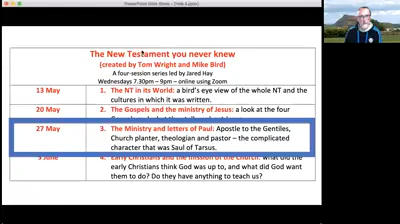 The New Testament you never knew
(created by Tom Wright and Mike Bird)
A four-session series led by Jared Hay
Wednesdays 7.30pm – 9pm – online using Zoom
13 May 1. The NT in its World: a bird's eye view of the whole NT and the
cultures in which it was written.
20 May 2. The Gospels and the ministry of Jesus: a look at the four
27 May 3. The Ministry and letters of Paul: Apostle to the Gentiles,
Church planter, theologian and pastor – the complicated
character that was Saul of Tarsus.
3 June 4. Early Christians and the mission of the Church: what did the
early Christians think God was up to, and what did God want
them to do? Do they have anything to teach us?